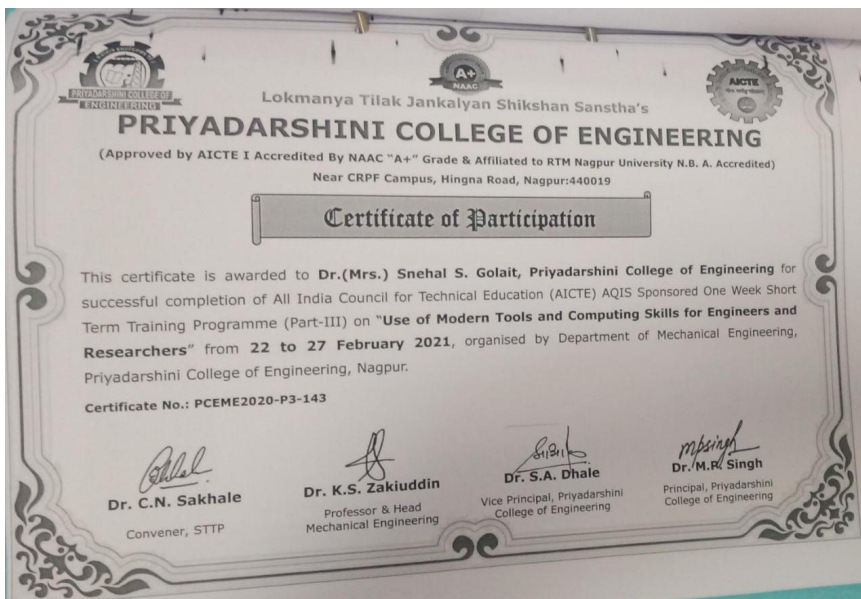 PRIYADARSHINI COLLEGE OF
ENGINEERING
A+
NAAC
AICTE
Lokmanya Tilak Jankalyan Shikshan Sanstha's
PRIYADARSHINI COLLEGE OF ENGINEERING
(Approved by AICTE I Accredited By NAAC "A+" Grade & Affiliated to RTM Nagpur University N.B. A. Accredited)
Near CRPF Campus, Hingna Road, Nagpur:440019
Certificate of Participation
This certificate is awarded to Dr.(Mrs.) Snehal S. Golait, Priyadarshini College of Engineering for
successful completion of All India Council for Technical Education (AICTE) AQIS Sponsored One Week Short
Term Training Programme (Part-III) on "Use of Modern Tools and Computing Skills for Engineers and
Researchers" from 22 to 27 February 2021, organised by Department of Mechanical Engineering,
Priyadarshini College of Engineering, Nagpur.
Certificate No.: PCEME2020-P3-143
mpsingh
Dr. C.N. Sakhale
Convener, STTP
Dr. K.S. Zakiuddin
Professor & Head
Mechanical Engineering
Dr. S.A. Dhale
Vice Principal, Priyadarshini
College of Engineering
Dr. M.P. Singh
Principal, Priyadarshini
College of Engineering